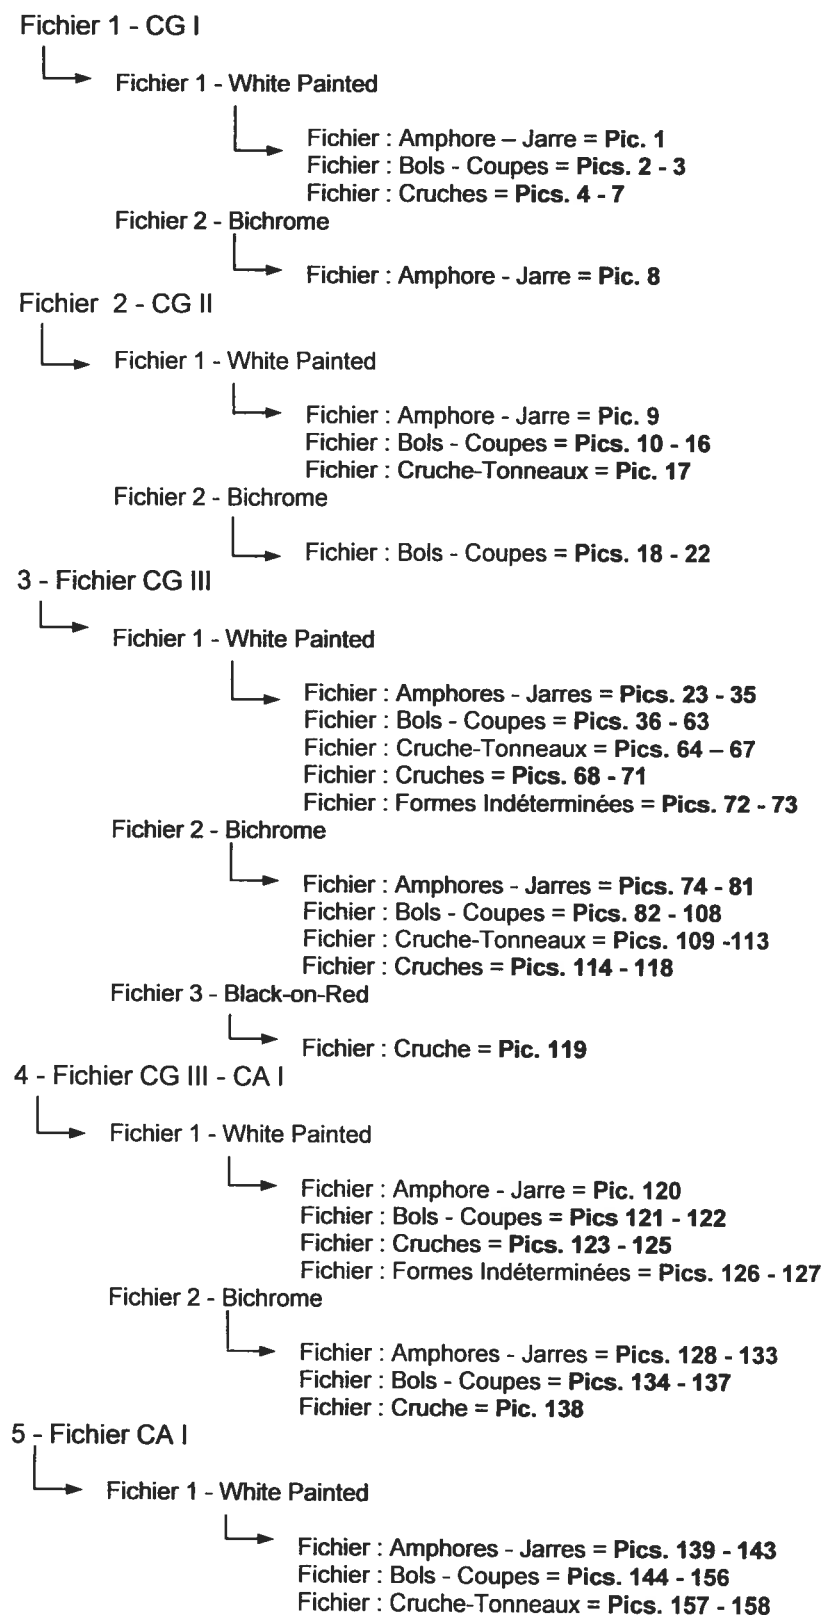 Fichier 1 - CG I
Fichier 1 - White Painted
Fichier : Amphore – Jarre = Pic. 1
Fichier : Bols - Coupes = Pics. 2 - 3
Fichier : Cruches = Pics. 4 - 7
Fichier 2 - Bichrome
Fichier : Amphore - Jarre = Pic. 8
Fichier 2 - CG II
Fichier 1 - White Painted
Fichier : Amphore - Jarre = Pic. 9
Fichier : Bols - Coupes = Pics. 10 - 16
Fichier : Cruche-Tonneaux = Pic. 17
Fichier 2 - Bichrome
Fichier : Bols - Coupes = Pics. 18 - 22
3 - Fichier CG III
Fichier 1 - White Painted
Fichier : Amphores - Jarres = Pics. 23 - 35
Fichier : Bols - Coupes = Pics. 36 - 63
Fichier : Cruche-Tonneaux = Pics. 64 – 67
Fichier : Cruches = Pics. 68 - 71
Fichier : Formes Indéterminées = Pics. 72 - 73
Fichier 2 - Bichrome
Fichier : Amphores - Jarres = Pics. 74 - 81
Fichier : Bols - Coupes = Pics. 82 - 108
Fichier : Cruche-Tonneaux = Pics. 109 -113
Fichier : Cruches = Pics. 114 - 118
Fichier 3 - Black-on-Red
Fichier : Cruche = Pic. 119
4 - Fichier CG III - CA I
Fichier 1 - White Painted
Fichier : Amphore - Jarre = Pic. 120
Fichier : Bols - Coupes = Pics 121 - 122
Fichier : Cruches = Pics. 123 - 125
Fichier : Formes Indéterminées = Pics. 126 - 127
Fichier 2 - Bichrome
Fichier : Amphores - Jarres = Pics. 128 - 133
Fichier : Bols - Coupes = Pics. 134 - 137
Fichier : Cruche = Pic. 138
5 - Fichier CA I
Fichier 1 - White Painted
Fichier : Amphores - Jarres = Pics. 139 - 143
Fichier : Bols - Coupes = Pics. 144 - 156
Fichier : Cruche-Tonneaux = Pics. 157 - 158